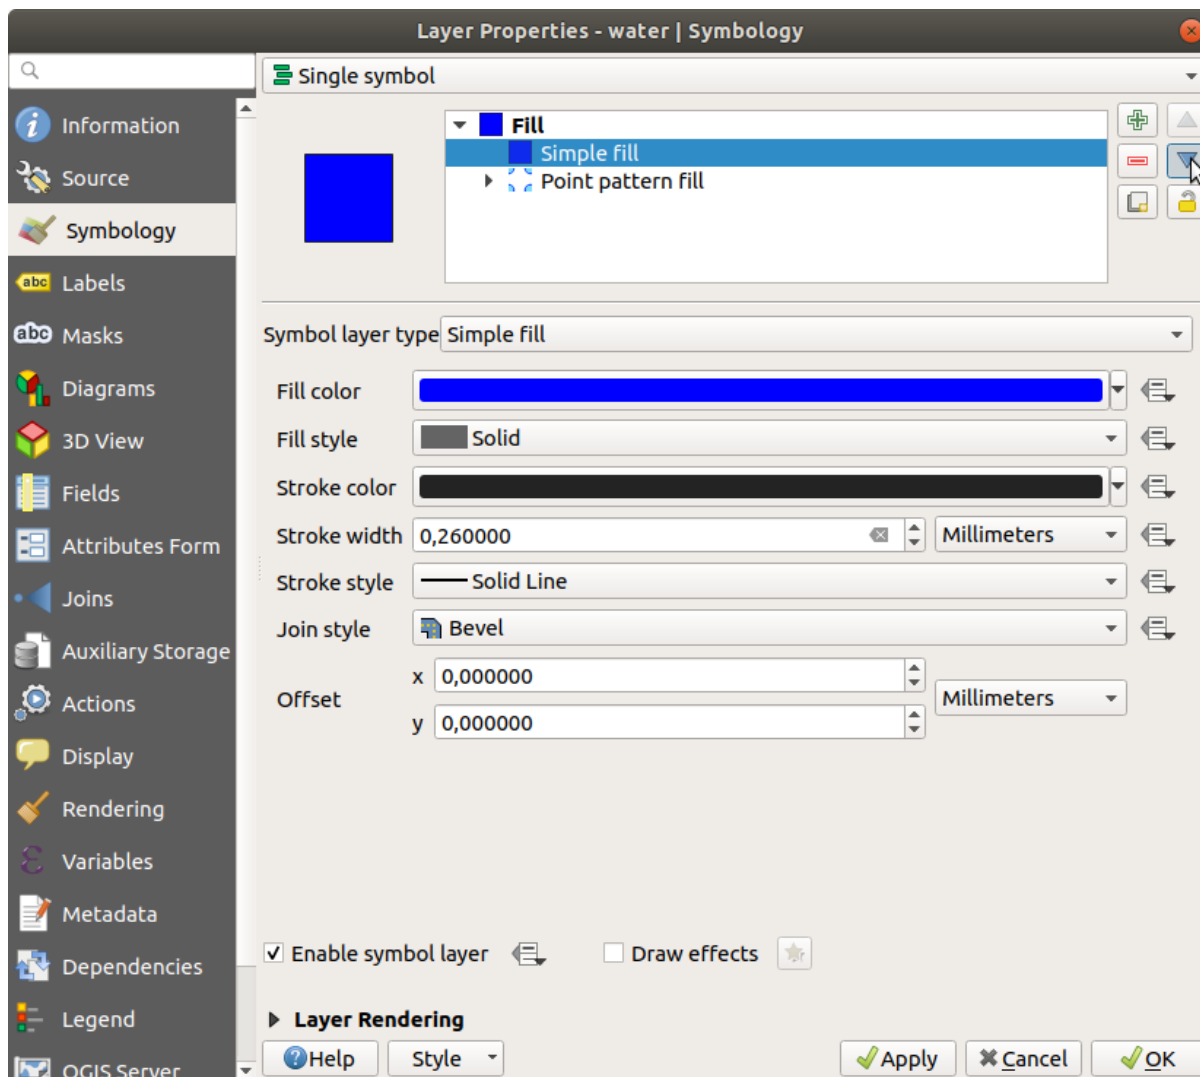 Layer Properties - water | Symbology
Single symbol
Information
Source
Symbology
abc Labels
abc Masks
Diagrams
3D View
Fields
Attributes Form
Joins
Auxiliary Storage
Actions
Display
Rendering
Variables
Metadata
Dependencies
Legend
QGIS Server
Fill
Simple fill
Point pattern fill
Symbol layer type Simple fill
Fill color
Fill style Solid
Stroke color
Stroke width 0,260000 Millimeters
Stroke style Solid Line
Join style Bevel
Offset x 0,000000 Millimeters
y 0,000000
Enable symbol layer Draw effects
Layer Rendering
Help Style Apply Cancel OK